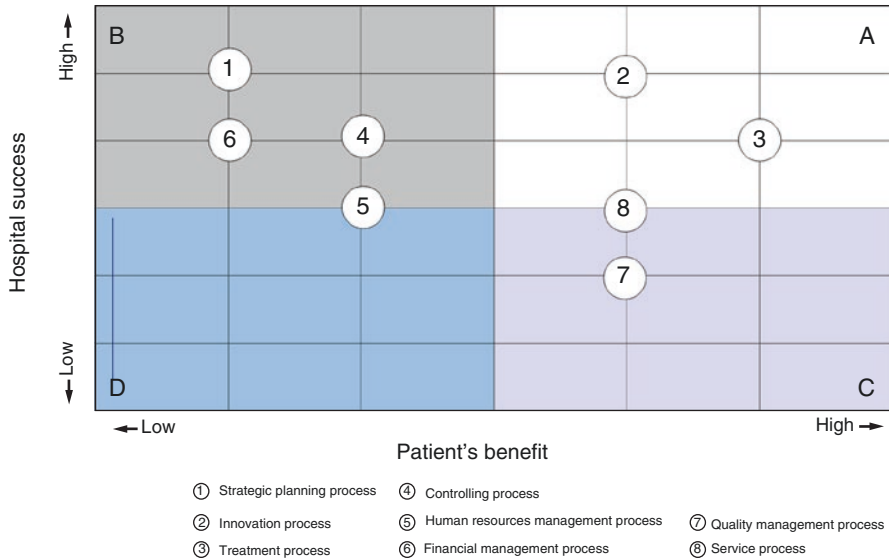 B
A
High
1
2
6
4
3
Hospital success
5
8
7
Low
D
C
Low
High
Patient's benefit
1 Strategic planning process
4 Controlling process
2 Innovation process
5 Human resources management process
7 Quality management process
3 Treatment process
6 Financial management process
8 Service process